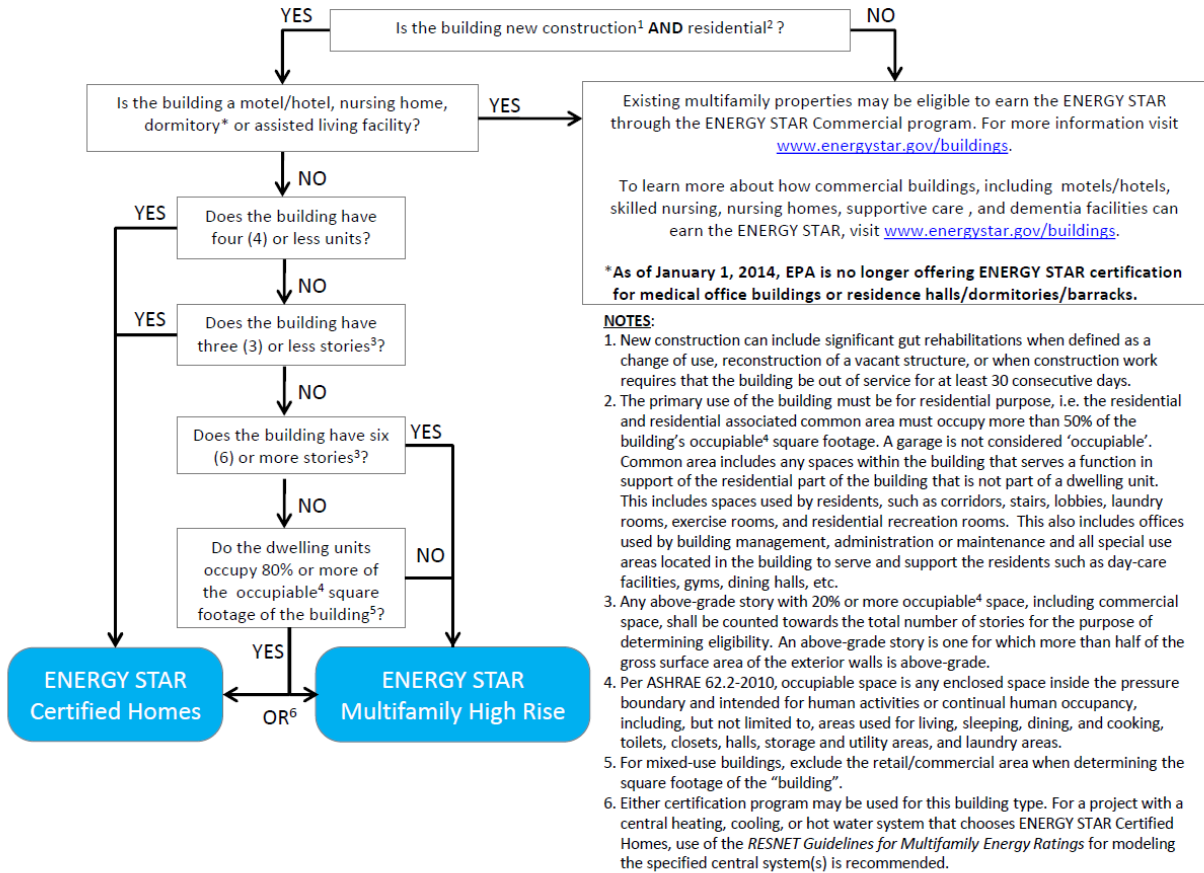 YES
Is the building new construction¹ AND residential² ?
NO
Is the building a motel/hotel, nursing home,
dormitory* or assisted living facility?
YES
Existing multifamily properties may be eligible to earn the ENERGY STAR
through the ENERGY STAR Commercial program. For more information visit
www.energystar.gov/buildings.
To learn more about how commercial buildings, including motels/hotels,
skilled nursing, nursing homes, supportive care , and dementia facilities can
earn the ENERGY STAR, visit www.energystar.gov/buildings.
*As of January 1, 2014, EPA is no longer offering ENERGY STAR certification
for medical office buildings or residence halls/dormitories/barracks.
NO
YES
Does the building have
four (4) or less units?
NO
YES
Does the building have
three (3) or less stories³?
NO
Does the building have six
(6) or more stories³?
YES
NO
Do the dwelling units
occupy 80% or more of
the occupiable⁴ square
footage of the building⁵?
NO
YES
ENERGY STAR
Certified Homes
OR⁶
ENERGY STAR
Multifamily High Rise
NOTES:
1. New construction can include significant gut rehabilitations when defined as a
change of use, reconstruction of a vacant structure, or when construction work
requires that the building be out of service for at least 30 consecutive days.
2. The primary use of the building must be for residential purpose, i.e. the residential
and residential associated common area must occupy more than 50% of the
building's occupiable⁴ square footage. A garage is not considered 'occupiable'.
Common area includes any spaces within the building that serves a function in
support of the residential part of the building that is not part of a dwelling unit.
This includes spaces used by residents, such as corridors, stairs, lobbies, laundry
rooms, exercise rooms, and residential recreation rooms. This also includes offices
used by building management, administration or maintenance and all special use
areas located in the building to serve and support the residents such as day-care
facilities, gyms, dining halls, etc.
3. Any above-grade story with 20% or more occupiable⁴ space, including commercial
space, shall be counted towards the total number of stories for the purpose of
determining eligibility. An above-grade story is one for which more than half of the
gross surface area of the exterior walls is above-grade.
4. Per ASHRAE 62.2-2010, occupiable space is any enclosed space inside the pressure
boundary and intended for human activities or continual human occupancy,
including, but not limited to, areas used for living, sleeping, dining, and cooking,
toilets, closets, halls, storage and utility areas, and laundry areas.
5. For mixed-use buildings, exclude the retail/commercial area when determining the
square footage of the "building".
6. Either certification program may be used for this building type. For a project with a
central heating, cooling, or hot water system that chooses ENERGY STAR Certified
Homes, use of the RESNET Guidelines for Multifamily Energy Ratings for modeling
the specified central system(s) is recommended.